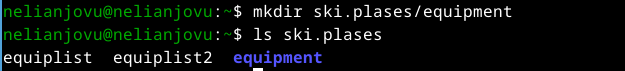 nelianjovu@nelianjovu:~$ mkdir ski.plases/equipment
nelianjovu@nelianjovu:~$ ls ski.plases
equiplist  equiplist2  equipment